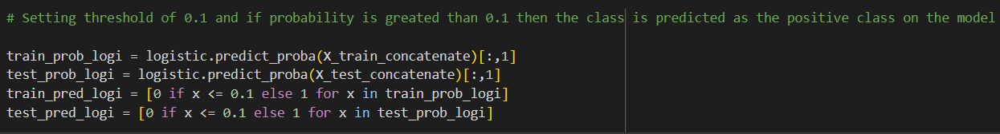 # Setting threshold of 0.1 and if probability is greated than 0.1 then the class is predicted as the positive class on the model
train_prob_logi = logistic.predict_proba(X_train_concatenate)[:,1]
test_prob_logi = logistic.predict_proba(X_test_concatenate)[:,1]
train_pred_logi = [0 if x <= 0.1 else 1 for x in train_prob_logi]
test_pred_logi = [0 if x <= 0.1 else 1 for x in test_prob_logi]